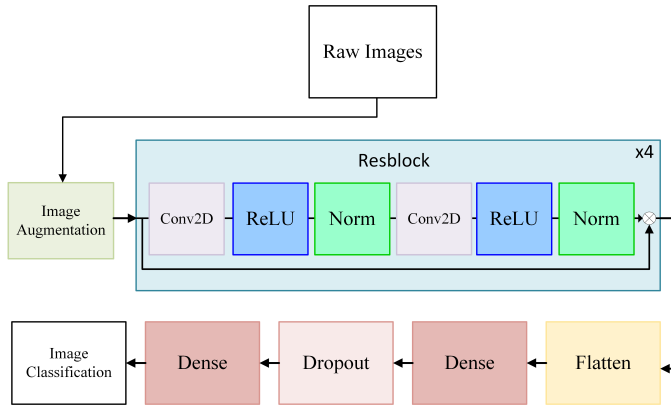 Raw Images
x4
Resblock
Image
Augmentation
Conv2D
ReLU
Norm
Conv2D
ReLU
Norm
Image
Classification
Dense
Dropout
Dense
Flatten